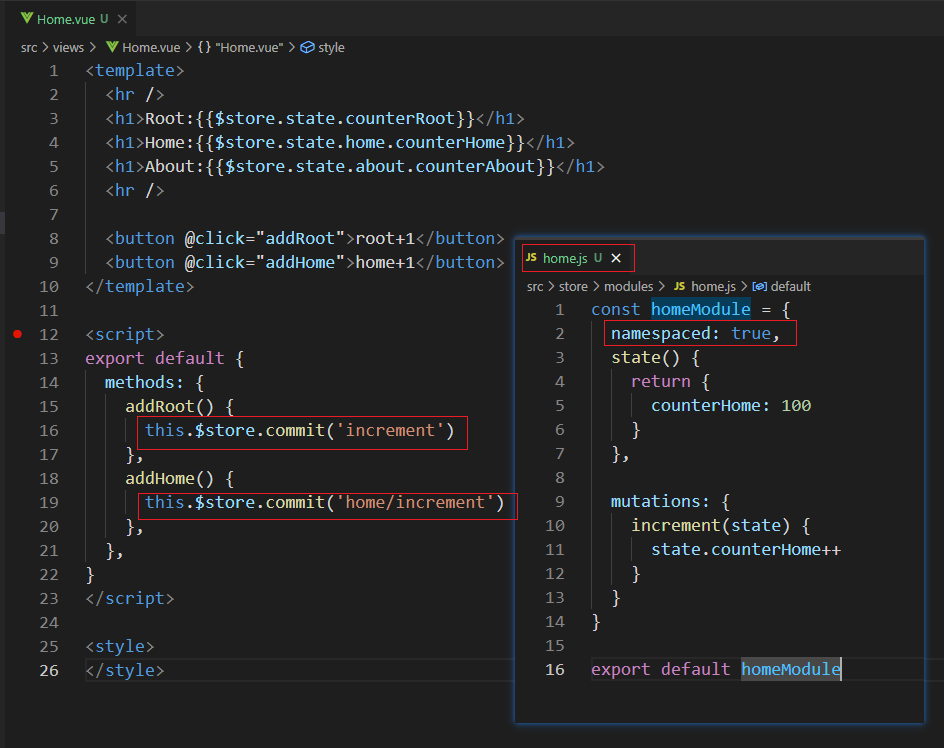 Home.vue U ×
src > views > Home.vue > {} "Home.vue" > style
1 <template>
2 <hr />
3 <h1>Root:{{$store.state.counterRoot}}</h1>
4 <h1>Home:{{$store.state.home.counterHome}}</h1>
5 <h1>About:{{$store.state.about.counterAbout}}</h1>
6 <hr />
7
8 <button @click="addRoot">root+1</button>
9 <button @click="addHome">home+1</button>
10 </template>
11
12 <script>
13 export default {
14 methods: {
15 addRoot() {
16 this.$store.commit('increment')
17 },
18 addHome() {
19 this.$store.commit('home/increment')
20 },
21 },
22 }
23 </script>
24
25 <style>
26 </style>
JS home.js U ×
src > store > modules > JS home.js > default
1 const homeModule = {
2 namespaced: true,
3 state() {
4 return {
5 counterHome: 100
6 }
7 },
8
9 mutations: {
10 increment(state) {
11 state.counterHome++
12 }
13 }
14 }
15
16 export default homeModule